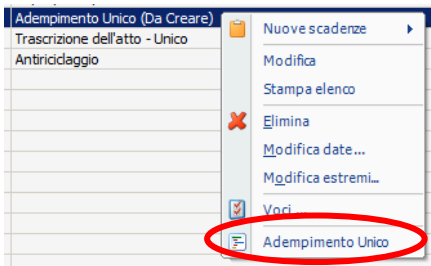 Adempimento Unico (Da Creare)
Trascrizione dell'atto - Unico
Antiriciclaggio
Nuove scadenze
Modifica
Stampa elenco
Elimina
Modifica date...
Modifica estremi...
Voci ...
Adempimento Unico